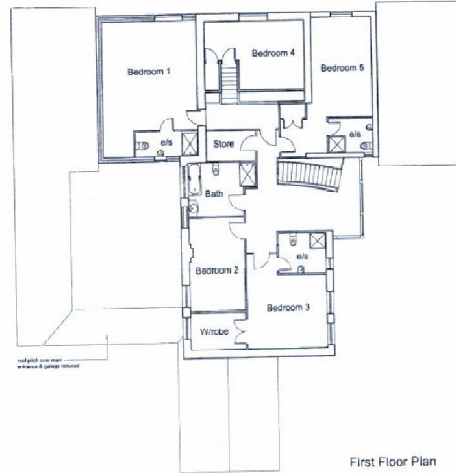 Bedroom 1
Bedroom 4
Bedroom 5
e/s
e/s
Store
Bath
e/s
Bedroom 2
Bedroom 3
W/robe
roof pitch over main
entrance & garage reduced
First Floor Plan